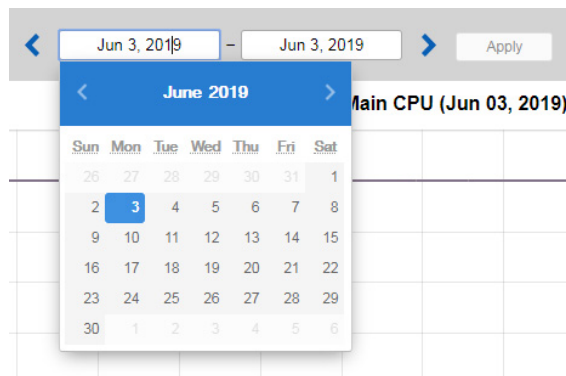 Jun 3, 2019 – Jun 3, 2019 Apply
June 2019
Main CPU (Jun 03, 2019)
Sun Mon Tue Wed Thu Fri Sat
26 27 28 29 30 31 1
2 3 4 5 6 7 8
9 10 11 12 13 14 15
16 17 18 19 20 21 22
23 24 25 26 27 28 29
30 1 2 3 4 5 6